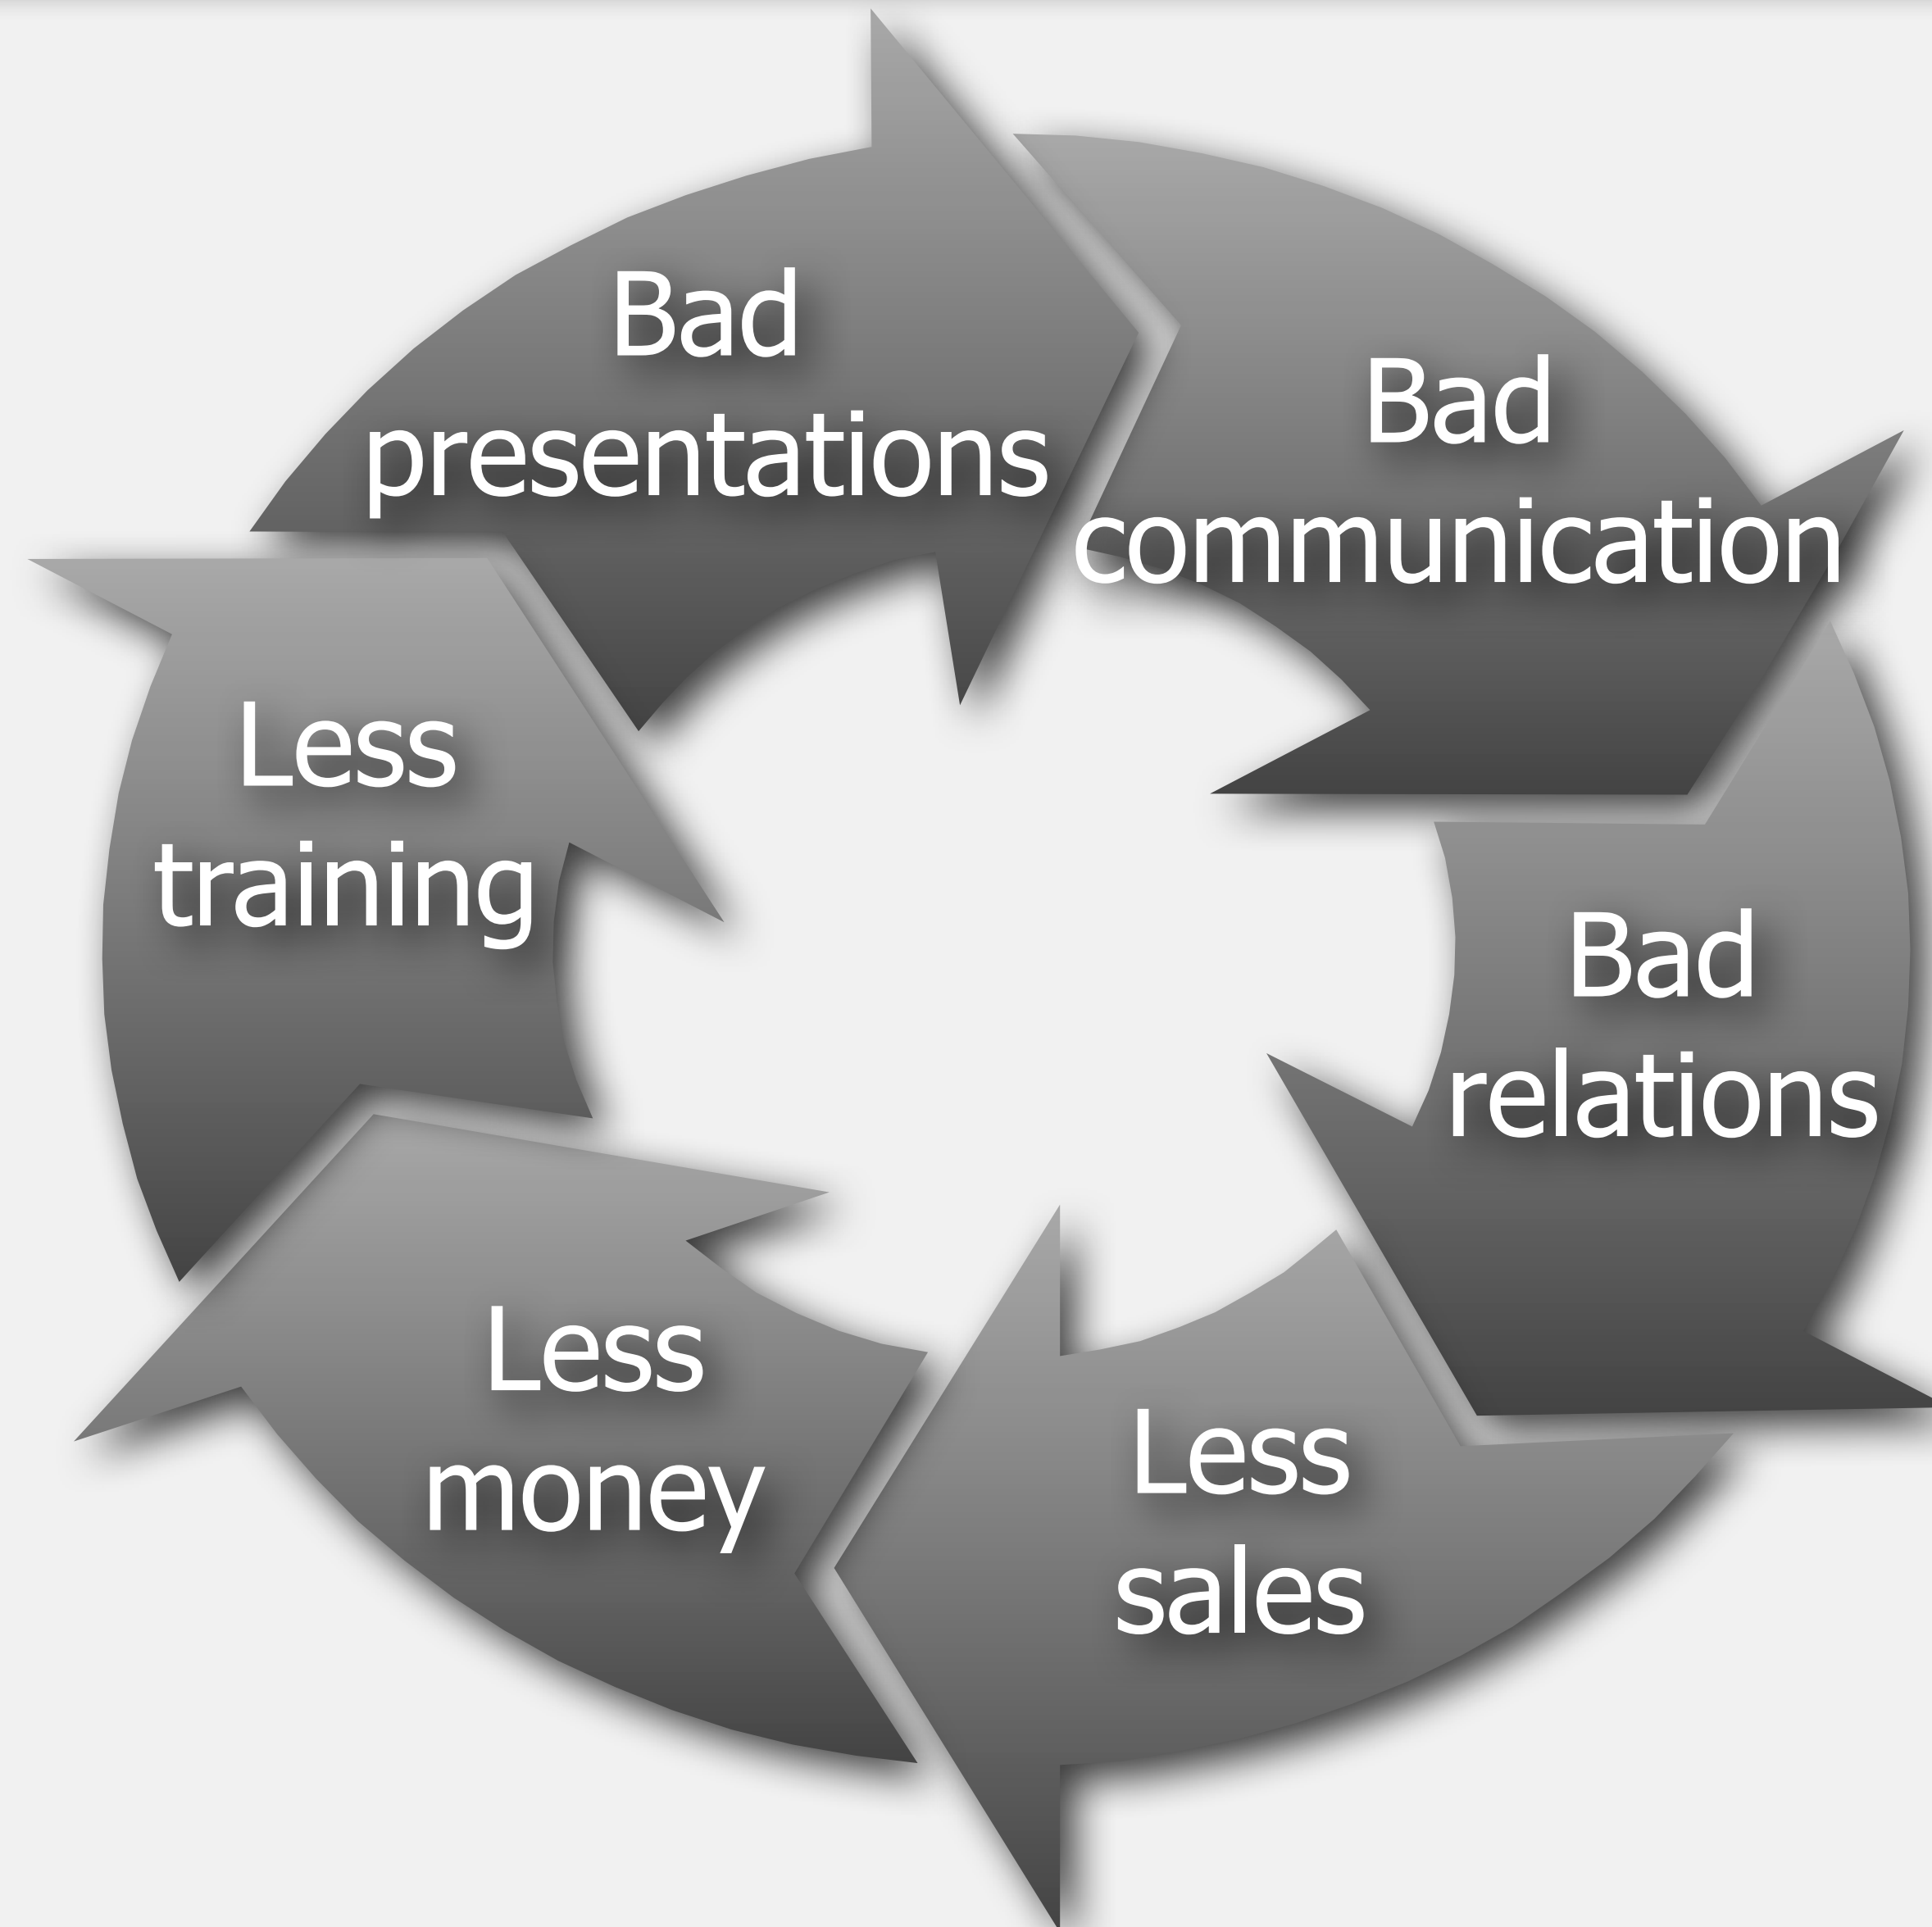 Bad
presentations
Bad
communication
Bad
relations
Less
sales
Less
money
Less
training